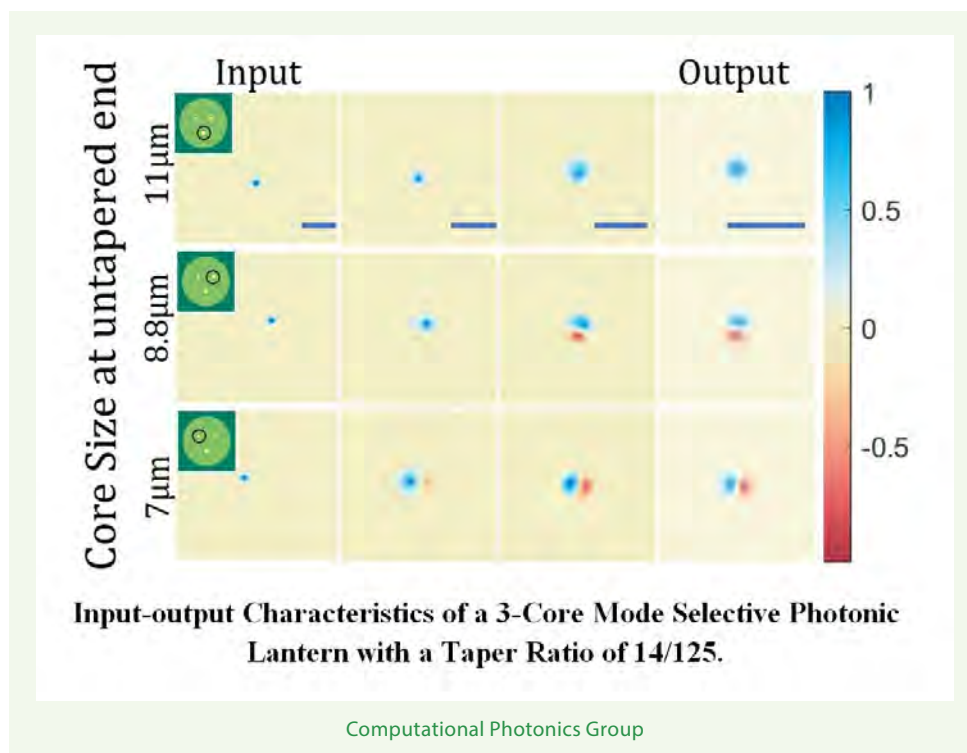 Input
Output
Core Size at untapered end
11μm
8.8μm
7μm
1
0.5
0
-0.5
Input-output Characteristics of a 3-Core Mode Selective Photonic
Lantern with a Taper Ratio of 14/125.
Computational Photonics Group